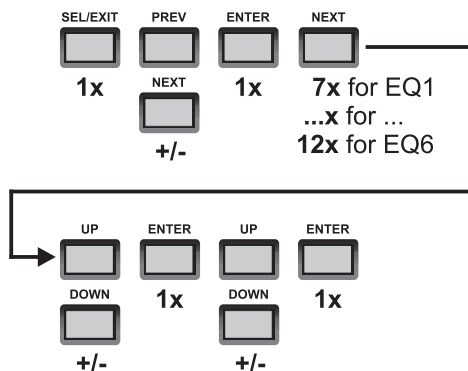 SEL/EXIT PREV ENTER NEXT
1x NEXT 1x 7x for EQ1
...x for ...
+/- 12x for EQ6
UP ENTER UP ENTER
DOWN 1x DOWN 1x
+/- +/-